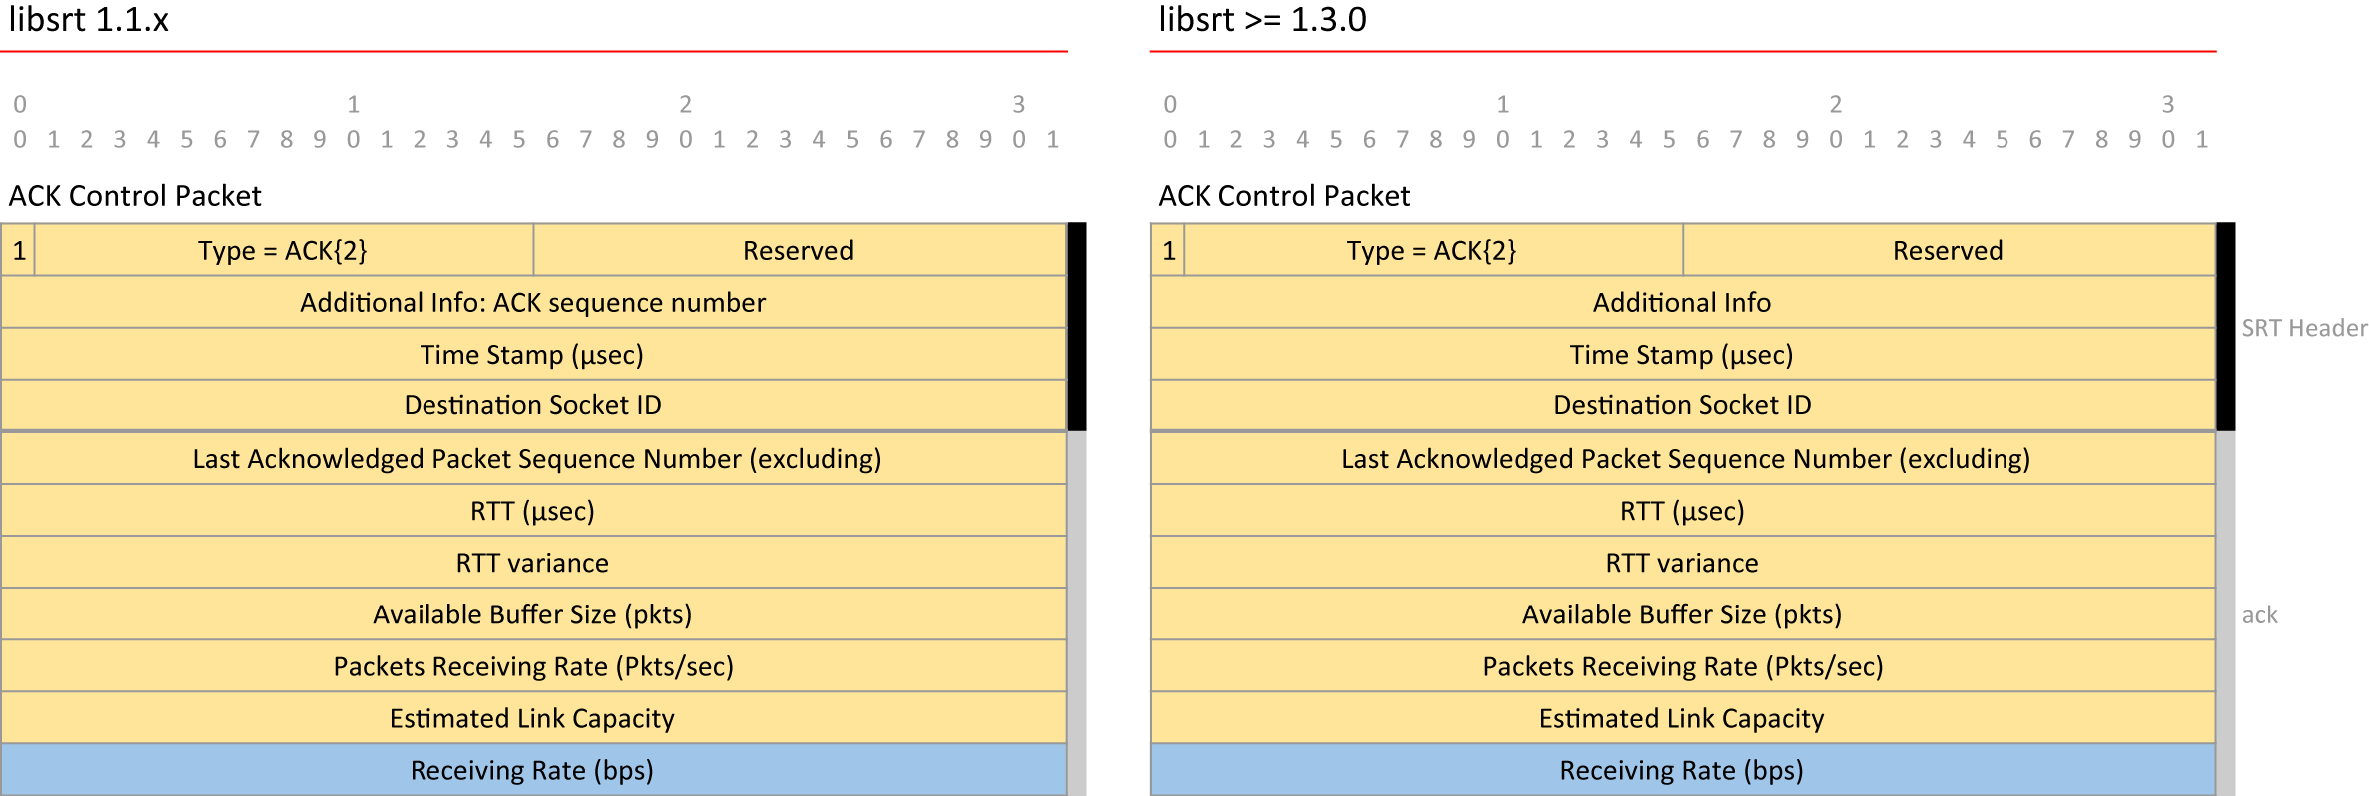 libsrt 1.1.x
0 1 2 3
0 1 2 3 4 5 6 7 8 9 0 1 2 3 4 5 6 7 8 9 0 1 2 3 4 5 6 7 8 9 0 1
ACK Control Packet
1 Type = ACK{2} Reserved
Additional Info: ACK sequence number
Time Stamp (µsec)
Destination Socket ID
Last Acknowledged Packet Sequence Number (excluding)
RTT (µsec)
RTT variance
Available Buffer Size (pkts)
Packets Receiving Rate (Pkts/sec)
Estimated Link Capacity
Receiving Rate (bps)
libsrt >= 1.3.0
0 1 2 3
0 1 2 3 4 5 6 7 8 9 0 1 2 3 4 5 6 7 8 9 0 1 2 3 4 5 6 7 8 9 0 1
ACK Control Packet
1 Type = ACK{2} Reserved
Additional Info
Time Stamp (µsec)
Destination Socket ID
SRT Header
Last Acknowledged Packet Sequence Number (excluding)
RTT (µsec)
RTT variance
Available Buffer Size (pkts)
Packets Receiving Rate (Pkts/sec)
Estimated Link Capacity
Receiving Rate (bps)
ack